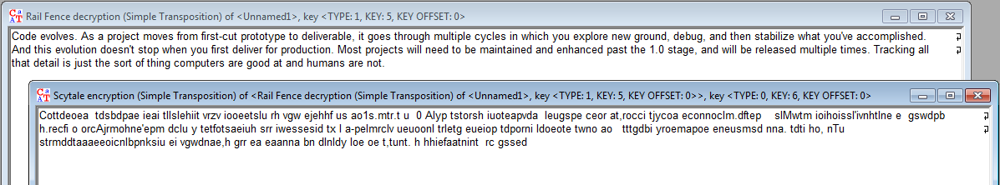 Rail Fence decryption (Simple Transposition) of <Unnamed1>, key <TYPE: 1, KEY: 5, KEY OFFSET: 0>
Code evolves. As a project moves from first-cut prototype to deliverable, it goes through multiple cycles in which you explore new ground, debug, and then stabilize what you've accomplished.
And this evolution doesn't stop when you first deliver for production. Most projects will need to be maintained and enhanced past the 1.0 stage, and will be released multiple times. Tracking all
that detail is just the sort of thing computers are good at and humans are not.
Scytale encryption (Simple Transposition) of <Rail Fence decryption (Simple Transposition) of <Unnamed1>, key <TYPE: 1, KEY: 5, KEY OFFSET: 0>>, key <TYPE: 0, KEY: 6, KEY OFFSET: 0>
Cottdeoea  tdsbdpae ieai tllslehiit vrzv iooeetslu rh vgw ejehhf us ao1s.mtr.t u  0 Alyp tstorsh iuoteapvda  leugspe ceor at,rocci tjycoa econnoclm.dftep    slMwtm ioihoissl'ivnhtlne e  gswdpb
h.recfi o orcAjrmohne'epm dclu y tetfotsaeiuh srr iwessesid tx l a-pelmrclv ueuoonl trletg eueiop tdporni ldoeote twno ao   tttgdbi yroemapoe eneusmsd nna. tdti ho, nTu
strmddtaaaeeoicnlbpnksiu ei vgwdnae,h grr ea eaanna bn dlnldy loe oe t,tunt. h hhiefaatnint  rc gssed